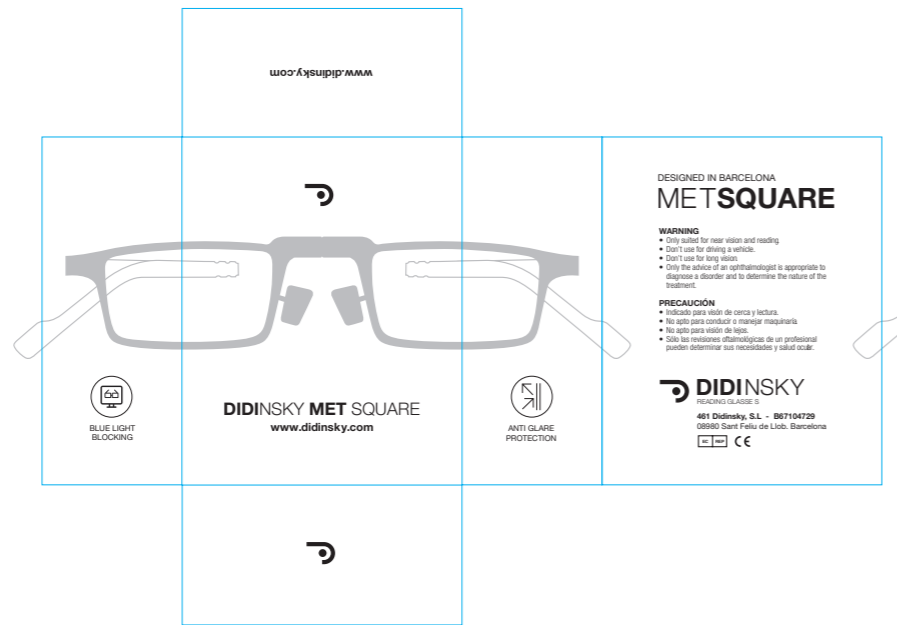 www.didinsky.com
BLUE LIGHT
BLOCKING
DIDINSKY MET SQUARE
www.didinsky.com
ANTI GLARE
PROTECTION
DESIGNED IN BARCELONA
METSQUARE
WARNING
• Only suited for near vision and reading.
• Don't use for driving a vehicle.
• Don't use for long vision.
• Only the advice of an ophthalmologist is appropriate to
diagnose a disorder and to determine the nature of the
treatment.
PRECAUCIÓN
• Indicado para visón de cerca y lectura.
• No apto para conducir o manejar maquinaria.
• No apto para visión de lejos.
• Sólo las revisiones oftalmológicas de un profesional
pueden determinar sus necesidades y salud ocular.
DIDINSKY
READING GLASSES
461 Didinsky, S.L - B67104729
08980 Sant Feliu de Llob. Barcelona
EC REP CE